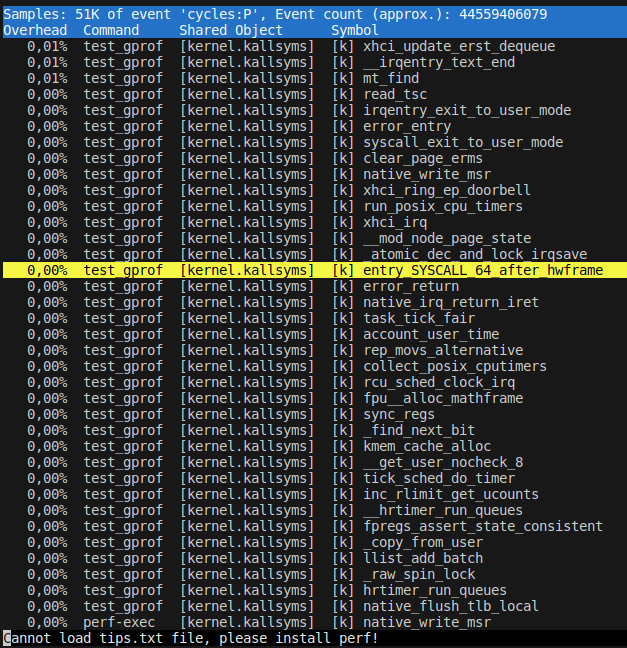 Samples: 51K of event 'cycles:P', Event count (approx.): 44559406079
Overhead  Command    Shared Object      Symbol
0,01%  test_gprof  [kernel.kallsyms]  [k] xhci_update_erst_dequeue
0,01%  test_gprof  [kernel.kallsyms]  [k] __irqentry_text_end
0,01%  test_gprof  [kernel.kallsyms]  [k] mt_find
0,00%  test_gprof  [kernel.kallsyms]  [k] read_tsc
0,00%  test_gprof  [kernel.kallsyms]  [k] irqentry_exit_to_user_mode
0,00%  test_gprof  [kernel.kallsyms]  [k] error_entry
0,00%  test_gprof  [kernel.kallsyms]  [k] syscall_exit_to_user_mode
0,00%  test_gprof  [kernel.kallsyms]  [k] clear_page_erms
0,00%  test_gprof  [kernel.kallsyms]  [k] native_write_msr
0,00%  test_gprof  [kernel.kallsyms]  [k] xhci_ring_ep_doorbell
0,00%  test_gprof  [kernel.kallsyms]  [k] run_posix_cpu_timers
0,00%  test_gprof  [kernel.kallsyms]  [k] xhci_irq
0,00%  test_gprof  [kernel.kallsyms]  [k] __mod_node_page_state
0,00%  test_gprof  [kernel.kallsyms]  [k] _atomic_dec_and_lock_irqsave
0,00%  test_gprof  [kernel.kallsyms]  [k] entry_SYSCALL_64_after_hwframe
0,00%  test_gprof  [kernel.kallsyms]  [k] error_return
0,00%  test_gprof  [kernel.kallsyms]  [k] native_irq_return_iret
0,00%  test_gprof  [kernel.kallsyms]  [k] task_tick_fair
0,00%  test_gprof  [kernel.kallsyms]  [k] account_user_time
0,00%  test_gprof  [kernel.kallsyms]  [k] rep_movs_alternative
0,00%  test_gprof  [kernel.kallsyms]  [k] collect_posix_cputimers
0,00%  test_gprof  [kernel.kallsyms]  [k] rcu_sched_clock_irq
0,00%  test_gprof  [kernel.kallsyms]  [k] fpu__alloc_mathframe
0,00%  test_gprof  [kernel.kallsyms]  [k] sync_regs
0,00%  test_gprof  [kernel.kallsyms]  [k] _find_next_bit
0,00%  test_gprof  [kernel.kallsyms]  [k] kmem_cache_alloc
0,00%  test_gprof  [kernel.kallsyms]  [k] __get_user_nocheck_8
0,00%  test_gprof  [kernel.kallsyms]  [k] tick_sched_do_timer
0,00%  test_gprof  [kernel.kallsyms]  [k] inc_rlimit_get_ucounts
0,00%  test_gprof  [kernel.kallsyms]  [k] __hrtimer_run_queues
0,00%  test_gprof  [kernel.kallsyms]  [k] fpregs_assert_state_consistent
0,00%  test_gprof  [kernel.kallsyms]  [k] _copy_from_user
0,00%  test_gprof  [kernel.kallsyms]  [k] llist_add_batch
0,00%  test_gprof  [kernel.kallsyms]  [k] _raw_spin_lock
0,00%  test_gprof  [kernel.kallsyms]  [k] hrtimer_run_queues
0,00%  test_gprof  [kernel.kallsyms]  [k] native_flush_tlb_local
0,00%  perf-exec   [kernel.kallsyms]  [k] native_write_msr
Cannot load tips.txt file, please install perf!